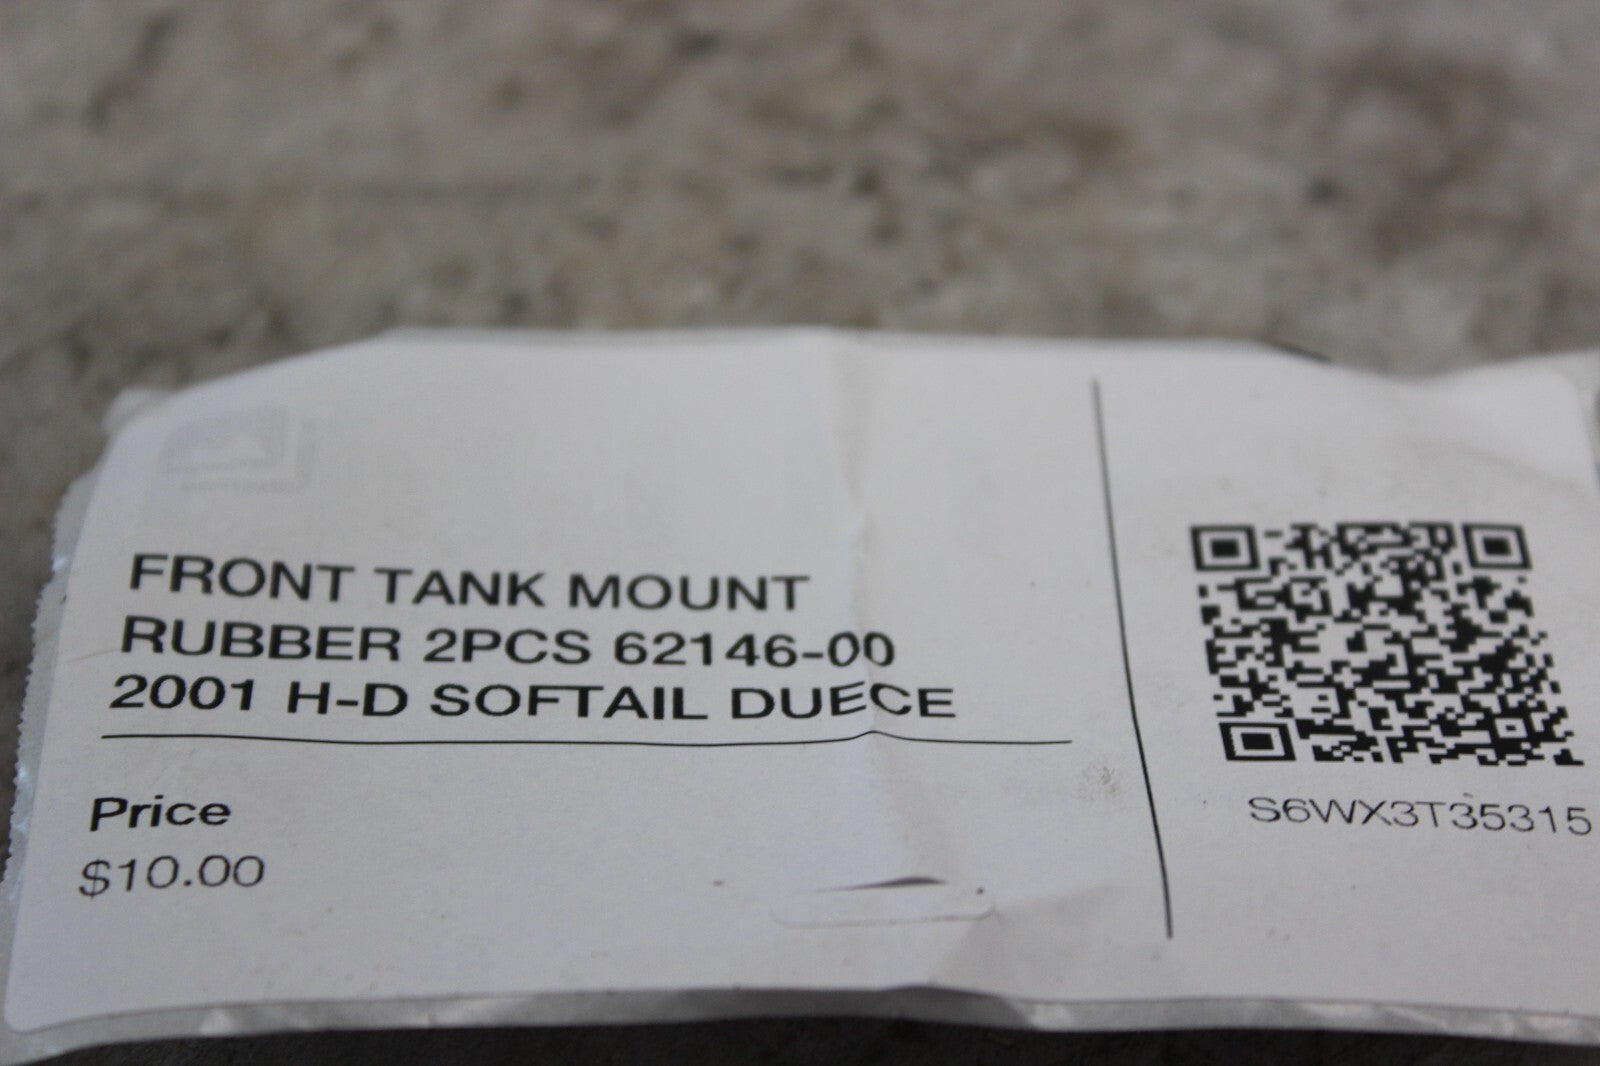 FRONT TANK MOUNT
RUBBER 2PCS 62146-00
2001 H-D SOFTAIL DUECE
Price
$10.00
S6WX3T35315